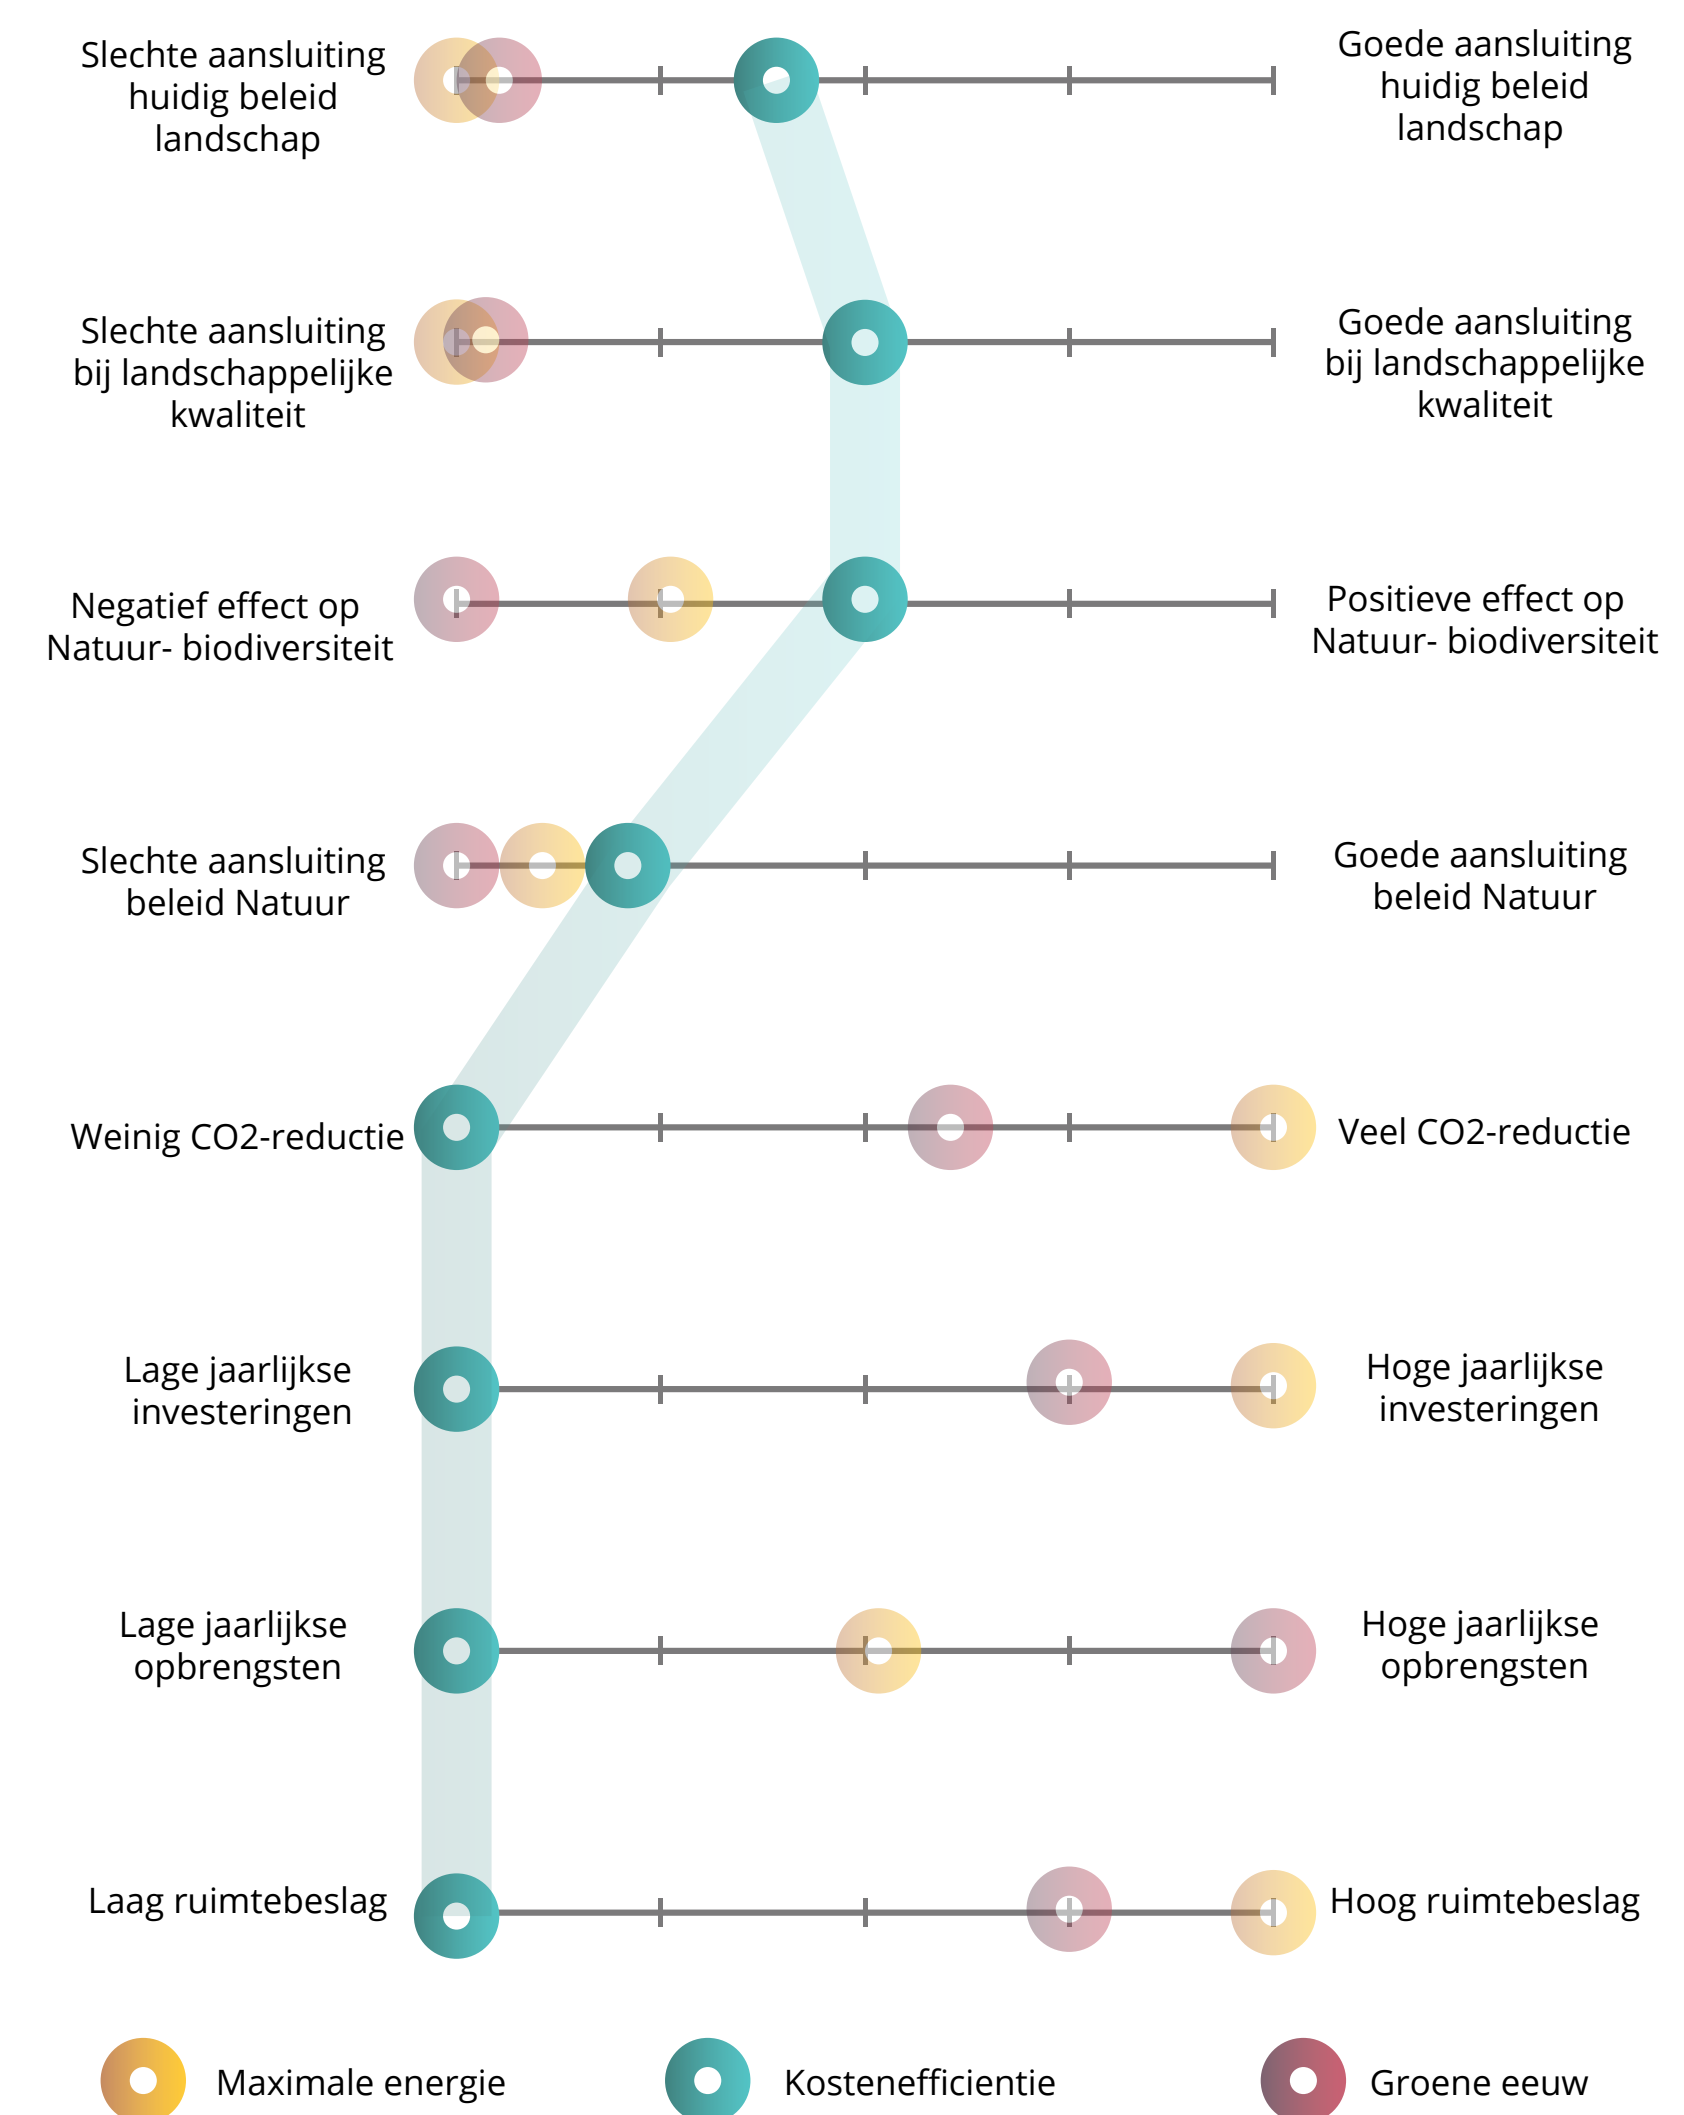 Slechte aansluiting
huidig beleid
landschap
Goede aansluiting
huidig beleid
landschap
Slechte aansluiting
bij landschappelijke
kwaliteit
Goede aansluiting
bij landschappelijke
kwaliteit
Negatief effect op
Natuur- biodiversiteit
Positieve effect op
Natuur- biodiversiteit
Slechte aansluiting
beleid Natuur
Goede aansluiting
beleid Natuur
Weinig CO2-reductie
Veel CO2-reductie
Lage jaarlijkse
investeringen
Hoge jaarlijkse
investeringen
Lage jaarlijkse
opbrengsten
Hoge jaarlijkse
opbrengsten
Laag ruimtebeslag
Hoog ruimtebeslag
Maximale energie
Kostenefficientie
Groene eeuw